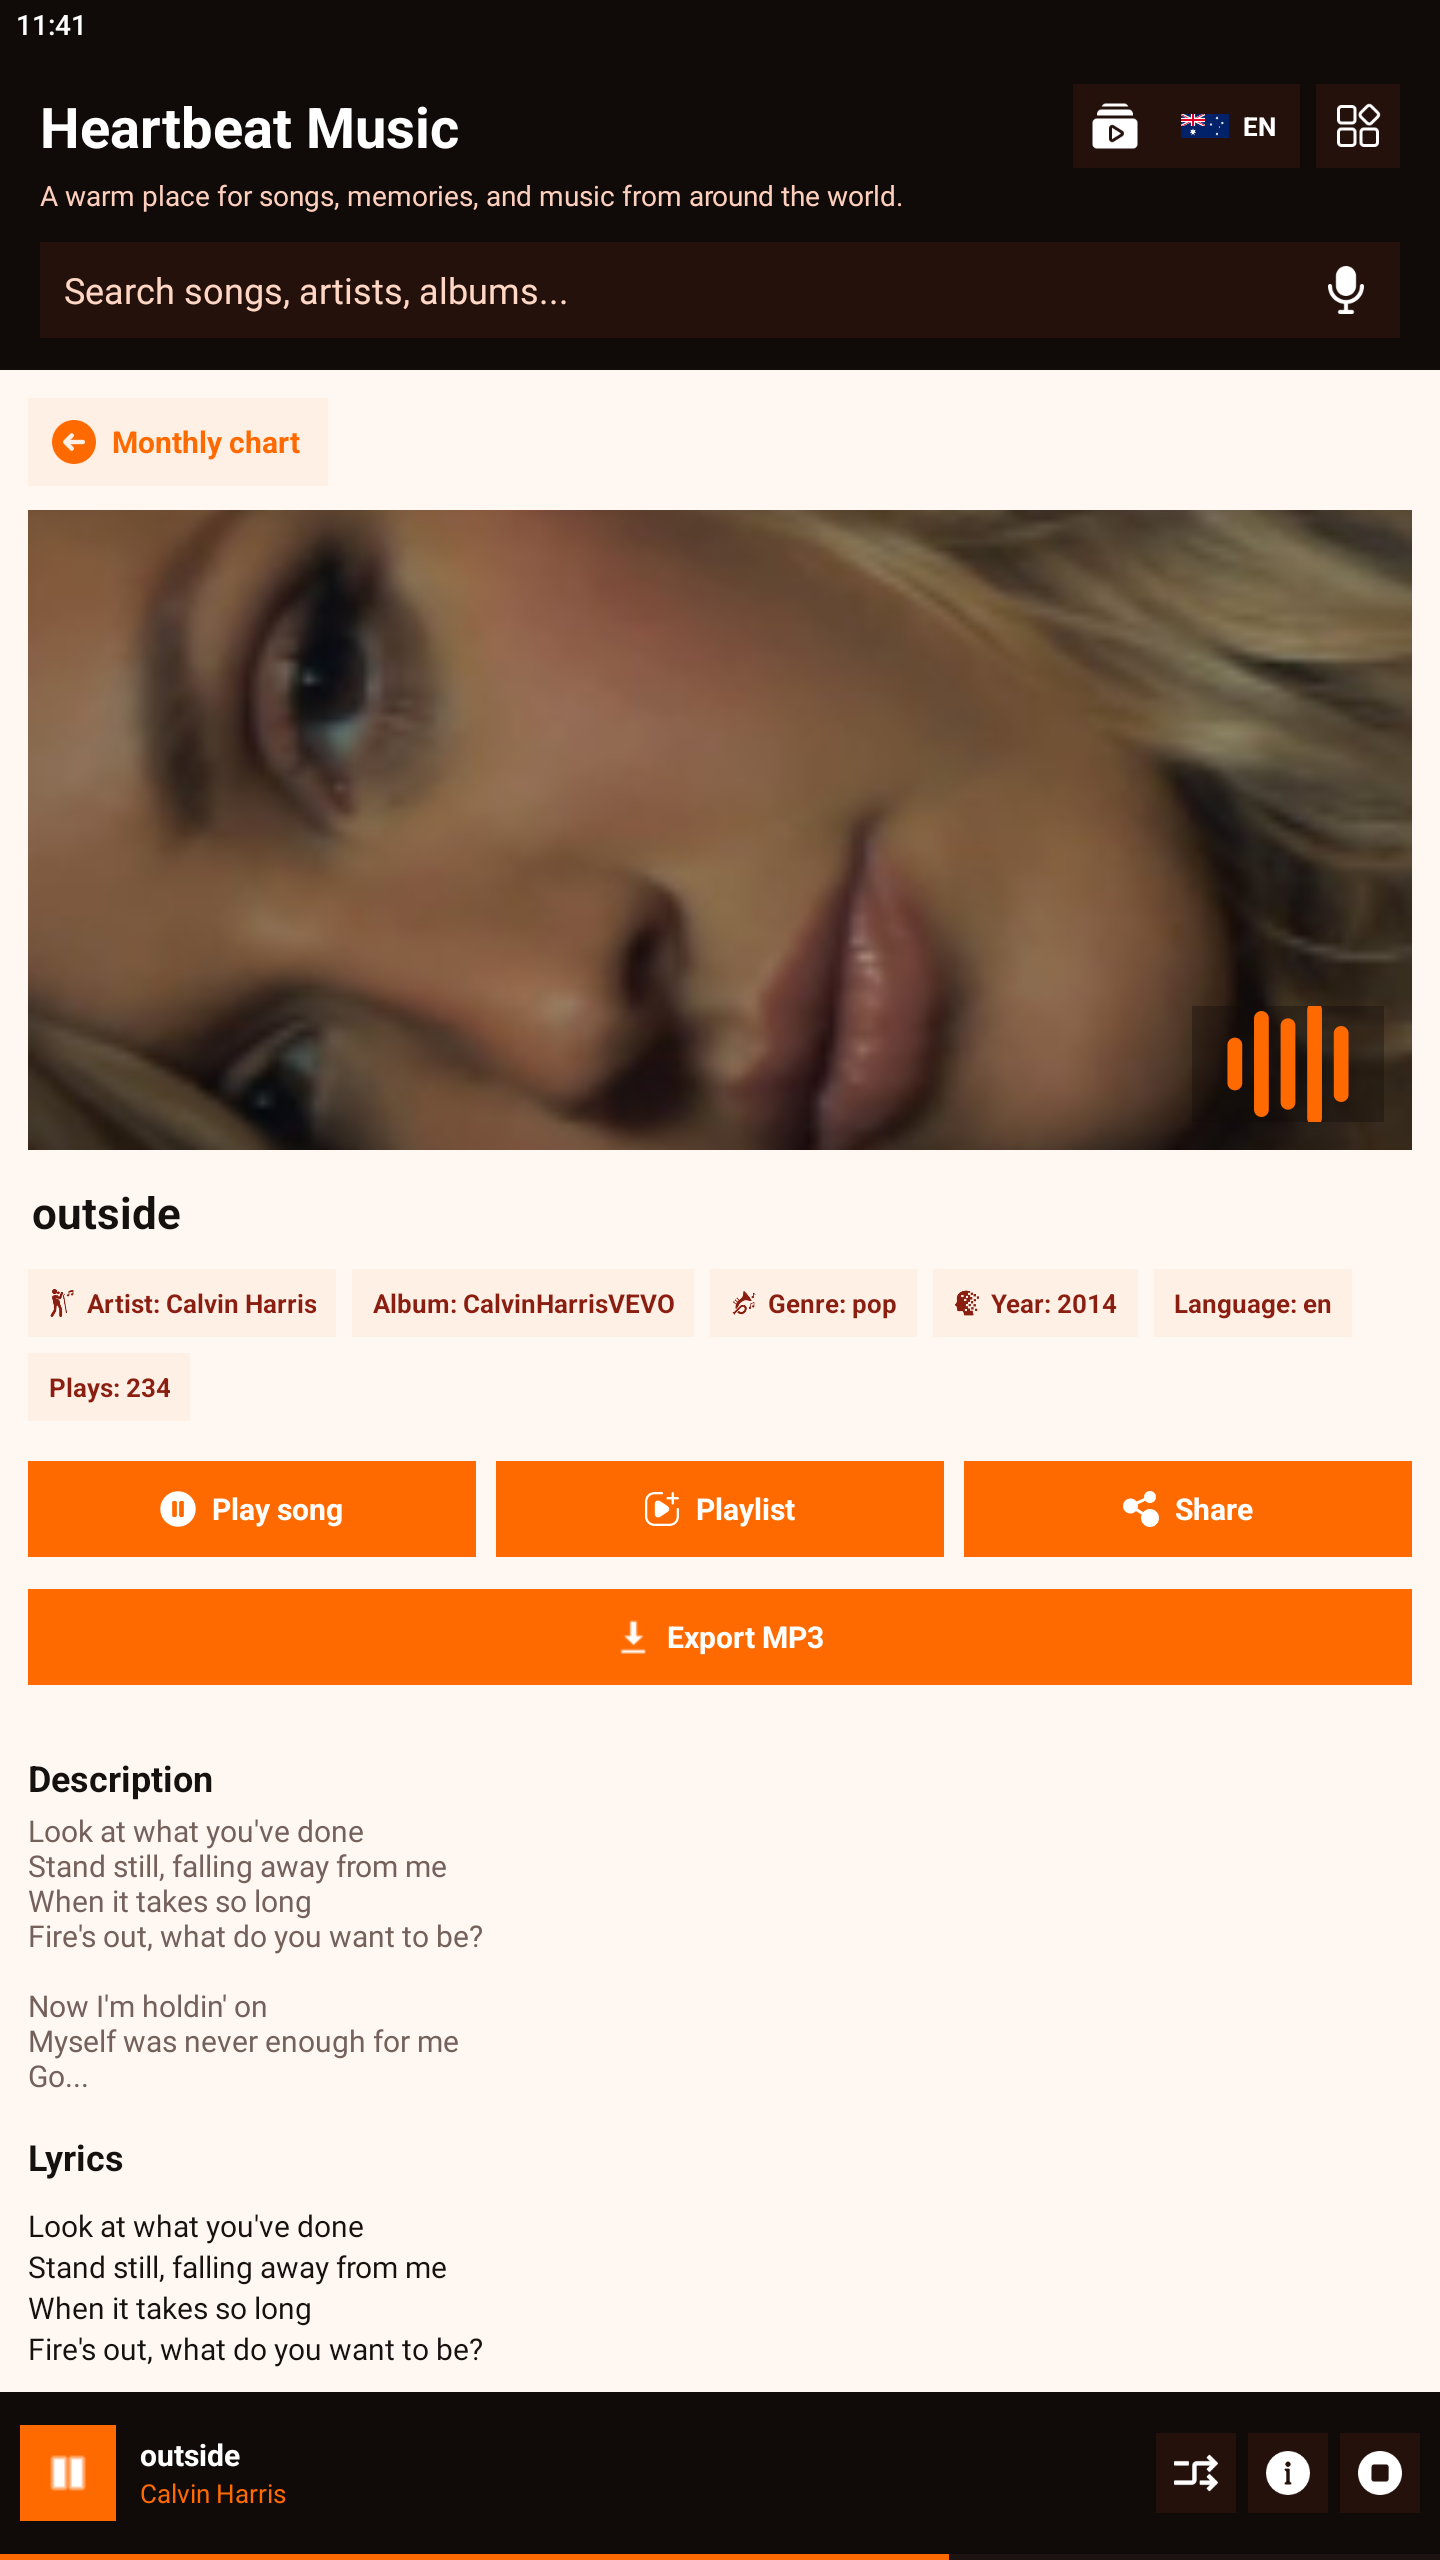 11:41
Heartbeat Music
EN
A warm place for songs, memories, and music from around the world.
Search songs, artists, albums...
Monthly chart
outside
Artist: Calvin Harris
Album: CalvinHarrisVEVO
Genre: pop
Year: 2014
Language: en
Plays: 234
Play song
Playlist
Share
Export MP3
Description
Look at what you've done
Stand still, falling away from me
When it takes so long
Fire's out, what do you want to be?
Now I'm holdin' on
Myself was never enough for me
Go...
Lyrics
Look at what you've done
Stand still, falling away from me
When it takes so long
Fire's out, what do you want to be?
outside
Calvin Harris